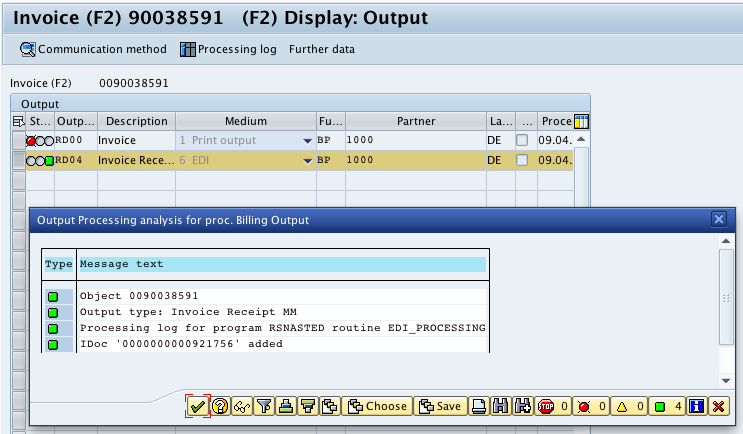 Invoice (F2) 90038591 (F2) Display: Output
Communication method Processing log Further data
Invoice (F2) 0090038591
Output
St... Outp... Description Medium Fu... Partner La... ... Proce
RD00 Invoice 1 Print output BP 1000 DE 09.04.
RD04 Invoice Rece... 6 EDI BP 1000 DE 09.04.
Output Processing analysis for proc. Billing Output
Type Message text
Object 0090038591
Output type: Invoice Receipt MM
Processing log for program RSNASTED routine EDI_PROCESSING
IDoc '0000000000921756' added
Choose Save STOP 0 0 0 4